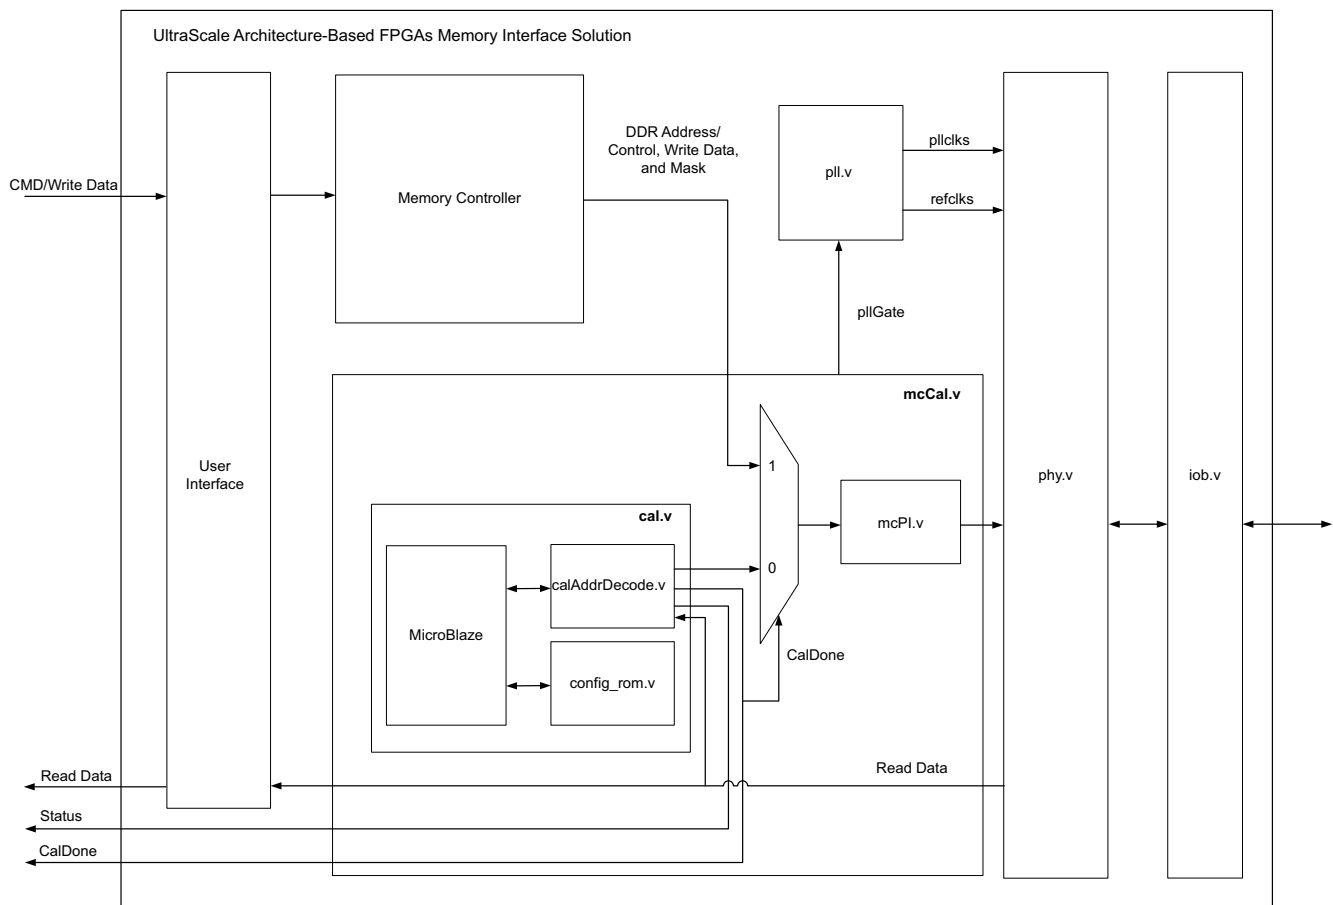 UltraScale Architecture-Based FPGAs Memory Interface Solution
DDR Address/
Control, Write Data,
and Mask
pllclks
pll.v
CMD/Write Data
Memory Controller
refclks
pllGate
mcCal.v
User
Interface
1
phy.v
iob.v
cal.v
mcPI.v
0
calAddrDecode.v
MicroBlaze
CalDone
config_rom.v
Read Data
Read Data
Status
CalDone